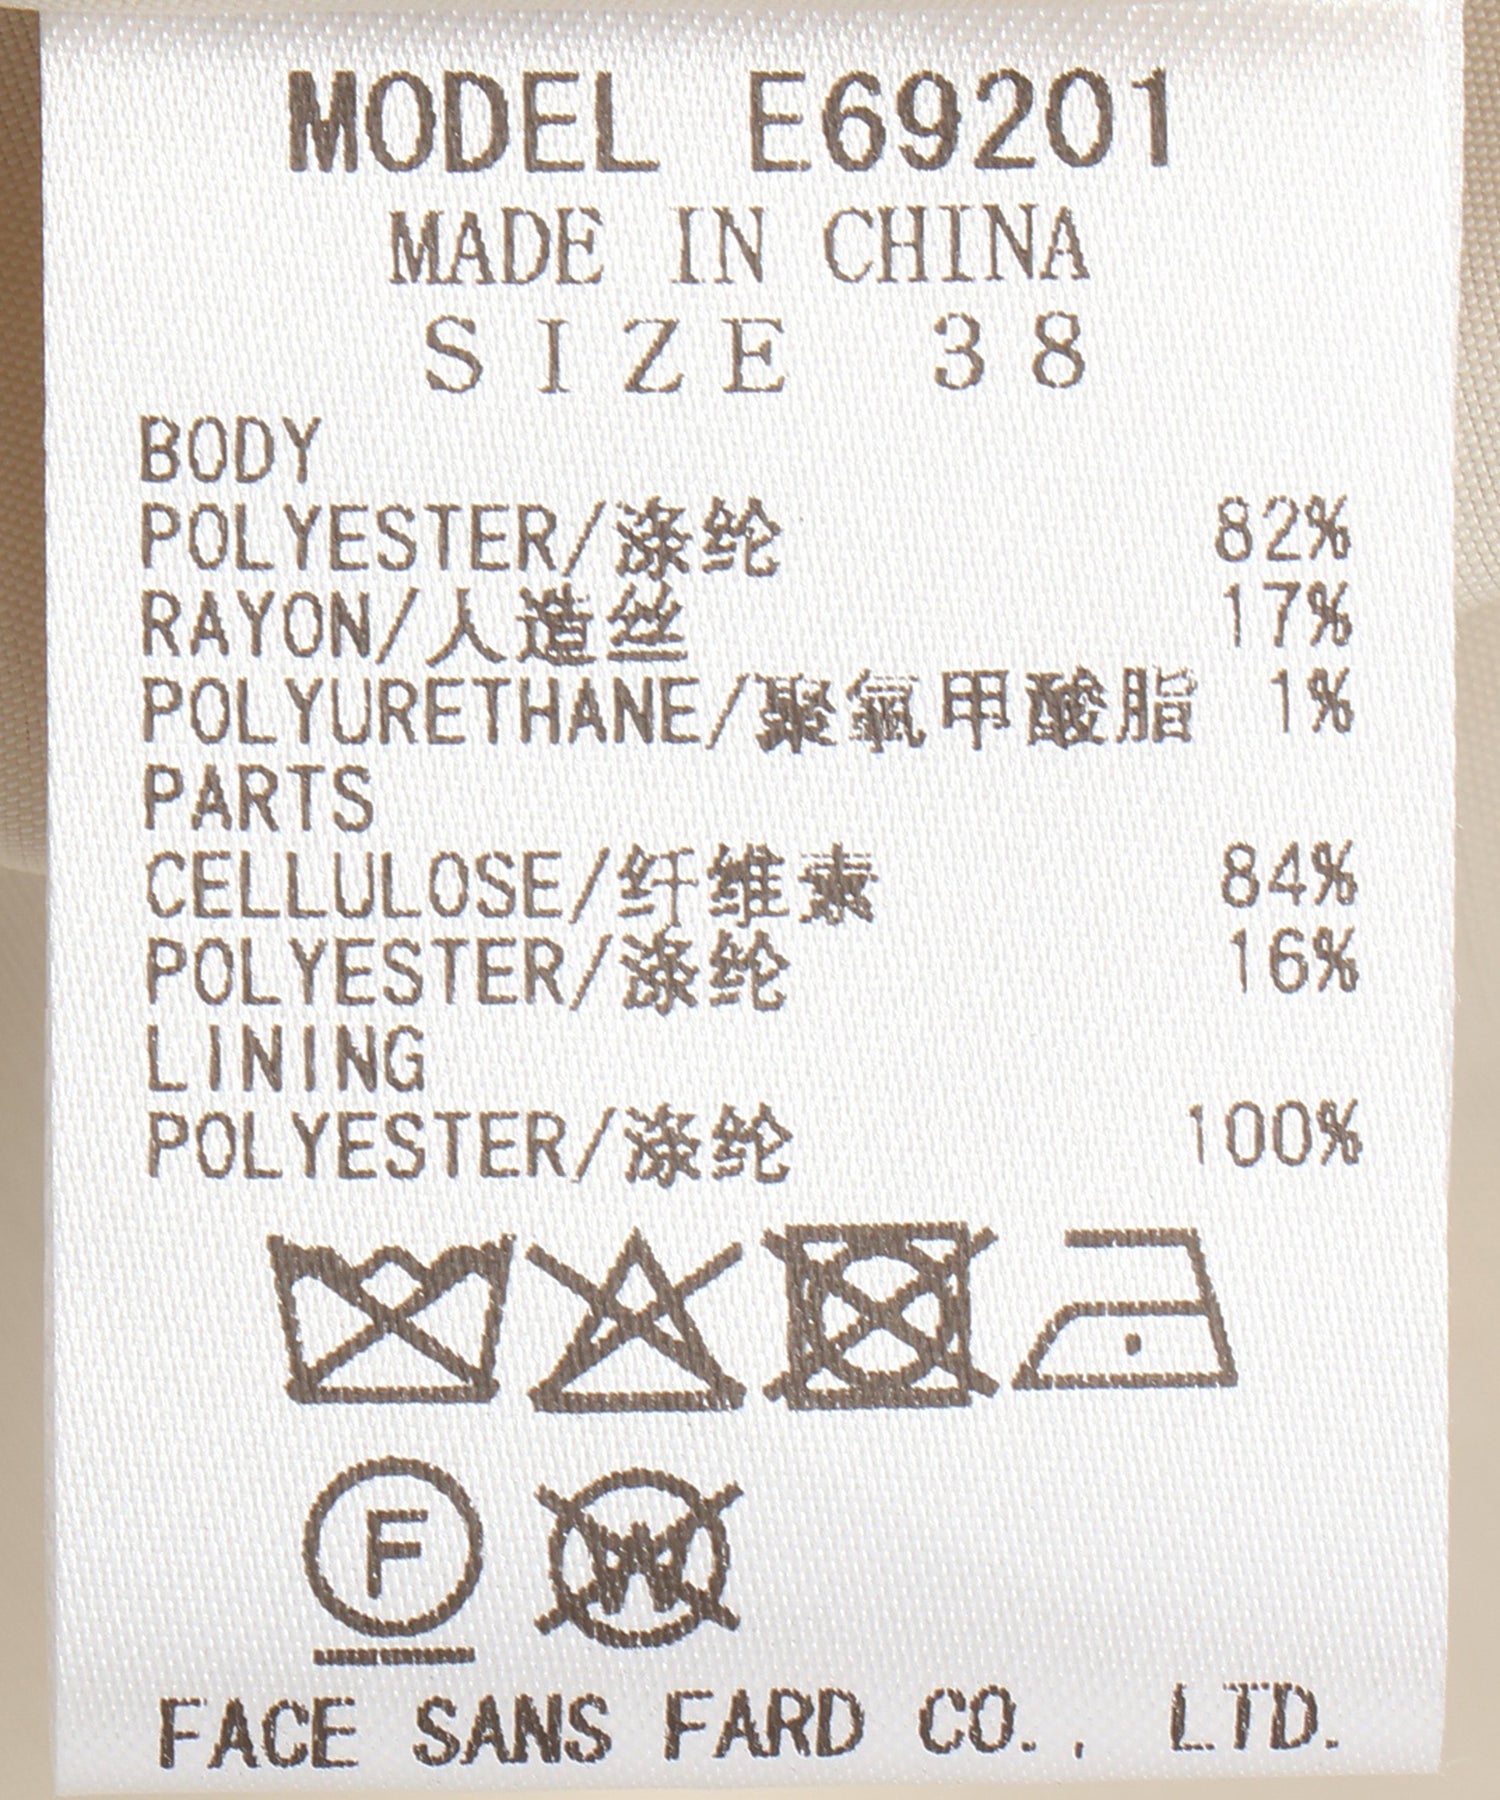 MODEL E69201
MADE IN CHINA
SIZE 38
BODY
POLYESTER/涤纶 82%
RAYON/人造丝 17%
POLYURETHANE/聚氨甲酸脂 1%
PARTS
CELLULOSE/纤维素 84%
POLYESTER/涤纶 16%
LINING
POLYESTER/涤纶 100%
F W
FACE SANS FARD CO., LTD.